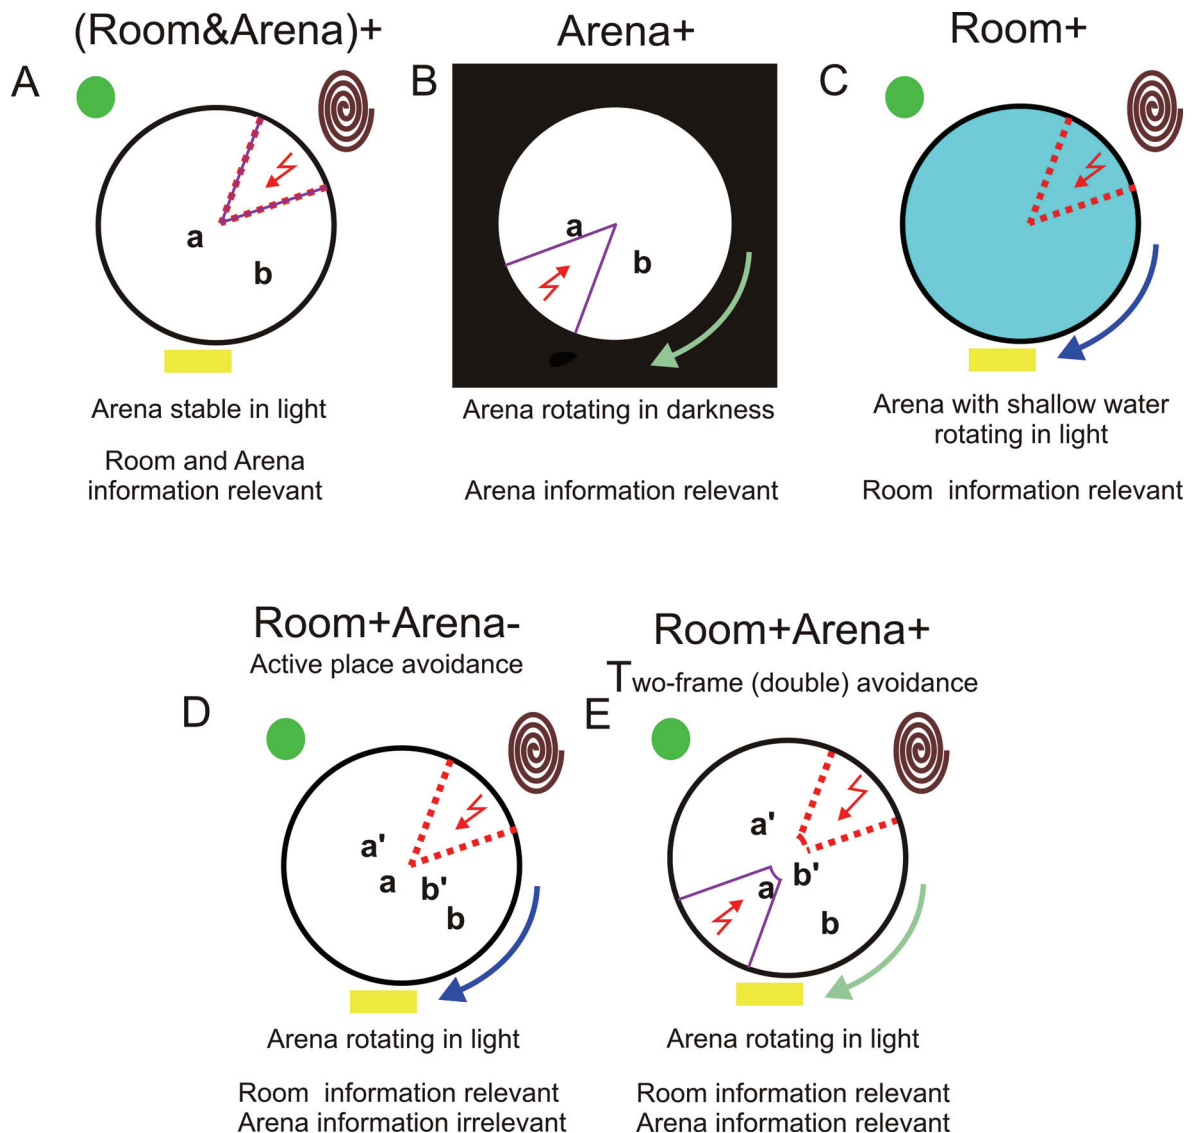 (Room&Arena)+
A
a
b
Arena stable in light
Room and Arena
information relevant
Arena+
B
a
b
Arena rotating in darkness
Arena information relevant
Room+
C
Arena with shallow water
rotating in light
Room  information relevant
Room+Arena-
Active place avoidance
D
a'
a
b'
b
Arena rotating in light
Room  information relevant
Arena information irrelevant
Room+Arena+
Two-frame (double) avoidance
E
a'
b'
a
b
Arena rotating in light
Room information relevant
Arena information relevant